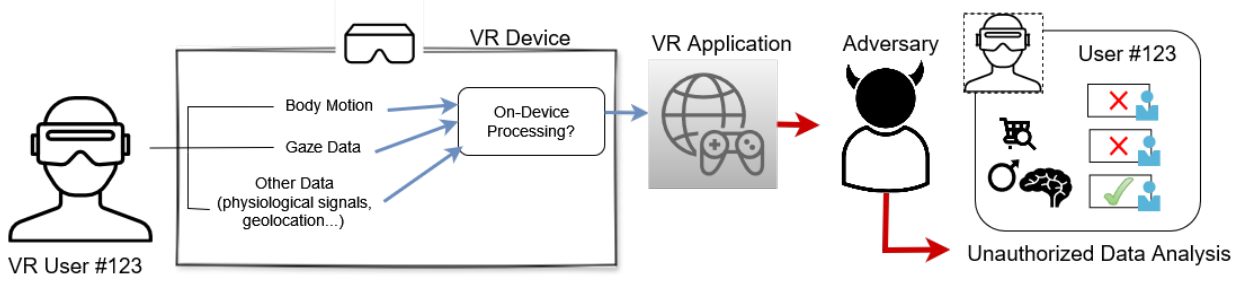 VR Device
VR Application
Adversary
User #123
Body Motion
Gaze Data
Other Data
(physiological signals,
geolocation...)
On-Device
Processing?
VR User #123
Unauthorized Data Analysis